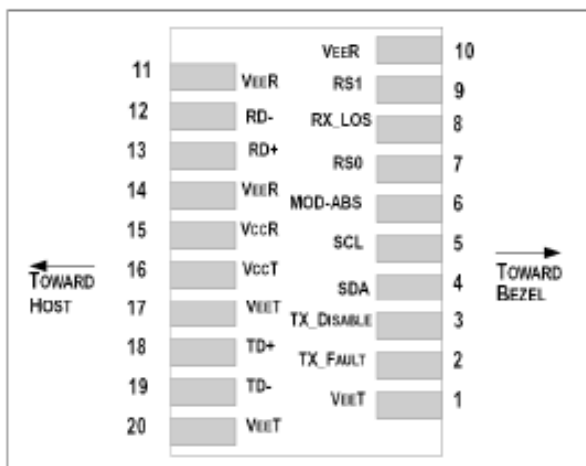 VEER 10
11 VEER
RS1 9
12 RD-
RX_LOS 8
13 RD+
RS0 7
14 VEER
MOD-ABS 6
15 VCCR
SCL 5
16 VCCT
SDA 4
17 VEET
TX_DISABLE 3
18 TD+
TX_FAULT 2
19 TD-
VEET 1
20 VEET
TOWARD
HOST
TOWARD
BEZEL